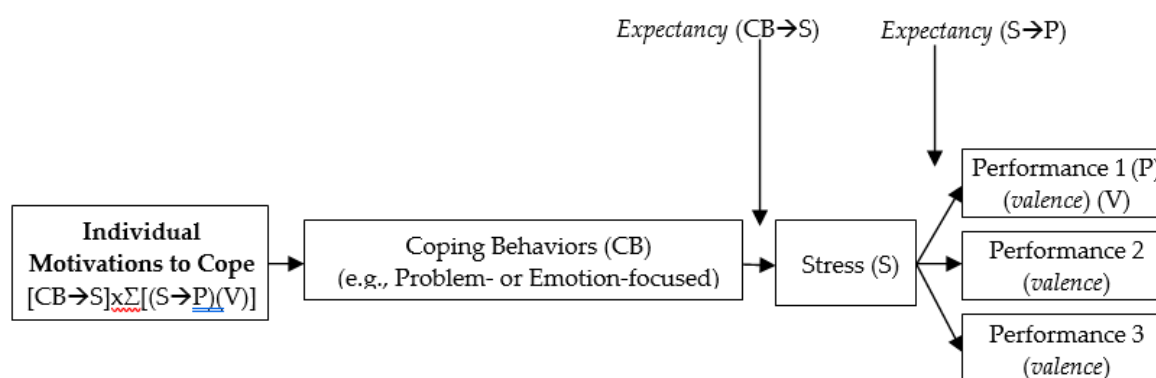 Expectancy (CB→S)
Expectancy (S→P)
Individual
Motivations to Cope
[CB→S]xΣ[(S→P)(V)]
Coping Behaviors (CB)
(e.g., Problem- or Emotion-focused)
Stress (S)
Performance 1 (P)
(valence) (V)
Performance 2
(valence)
Performance 3
(valence)